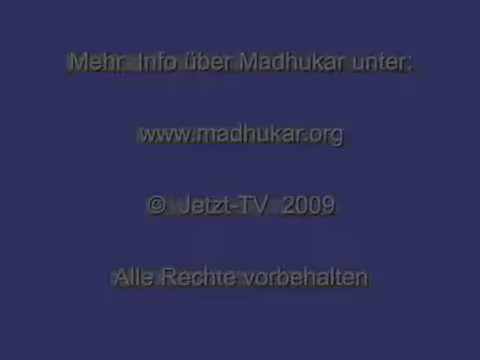 Mehr Info über Madhukar unter:
www.madhukar.org
© Jetzt-TV 2009
Alle Rechte vorbehalten